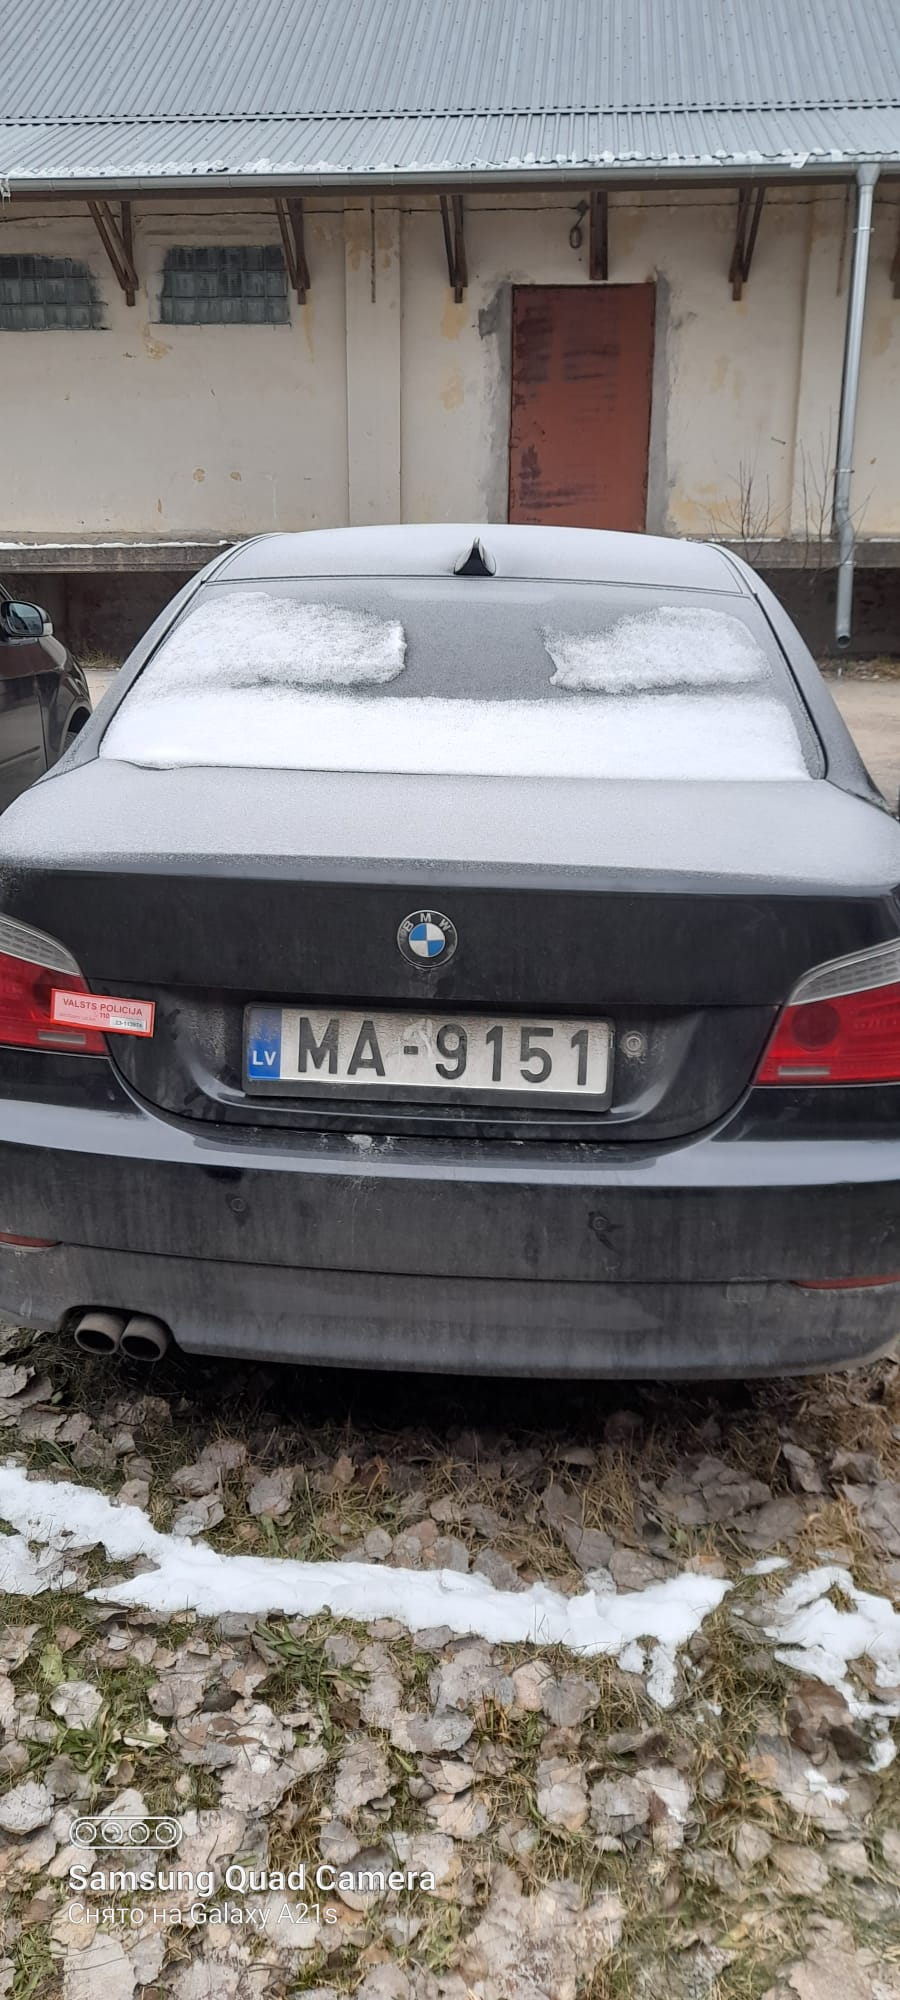 BMW
VALSTS POLICIJA
110
LV MA-9151
Samsung Quad Camera
Снято на Galaxy A21s